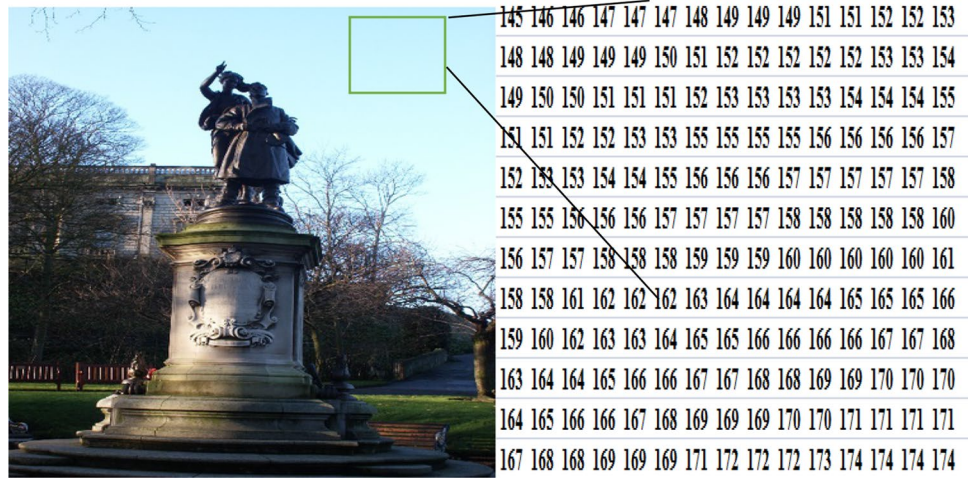 145 146 146 147 147 147 148 149 149 149 151 151 152 152 153
148 148 149 149 149 150 151 152 152 152 152 152 153 153 154
149 150 150 151 151 151 152 153 153 153 153 154 154 154 155
151 151 152 152 153 153 155 155 155 155 156 156 156 156 157
152 153 153 154 154 155 156 156 156 157 157 157 157 157 158
155 155 156 156 156 157 157 157 157 158 158 158 158 158 160
156 157 157 158 158 158 159 159 159 160 160 160 160 160 161
158 158 161 162 162 162 163 164 164 164 164 165 165 165 166
159 160 162 163 163 164 165 165 166 166 166 166 167 167 168
163 164 164 165 166 166 167 167 168 168 169 169 170 170 170
164 165 166 166 167 168 169 169 169 170 170 171 171 171 171
167 168 168 169 169 169 171 172 172 172 173 174 174 174 174